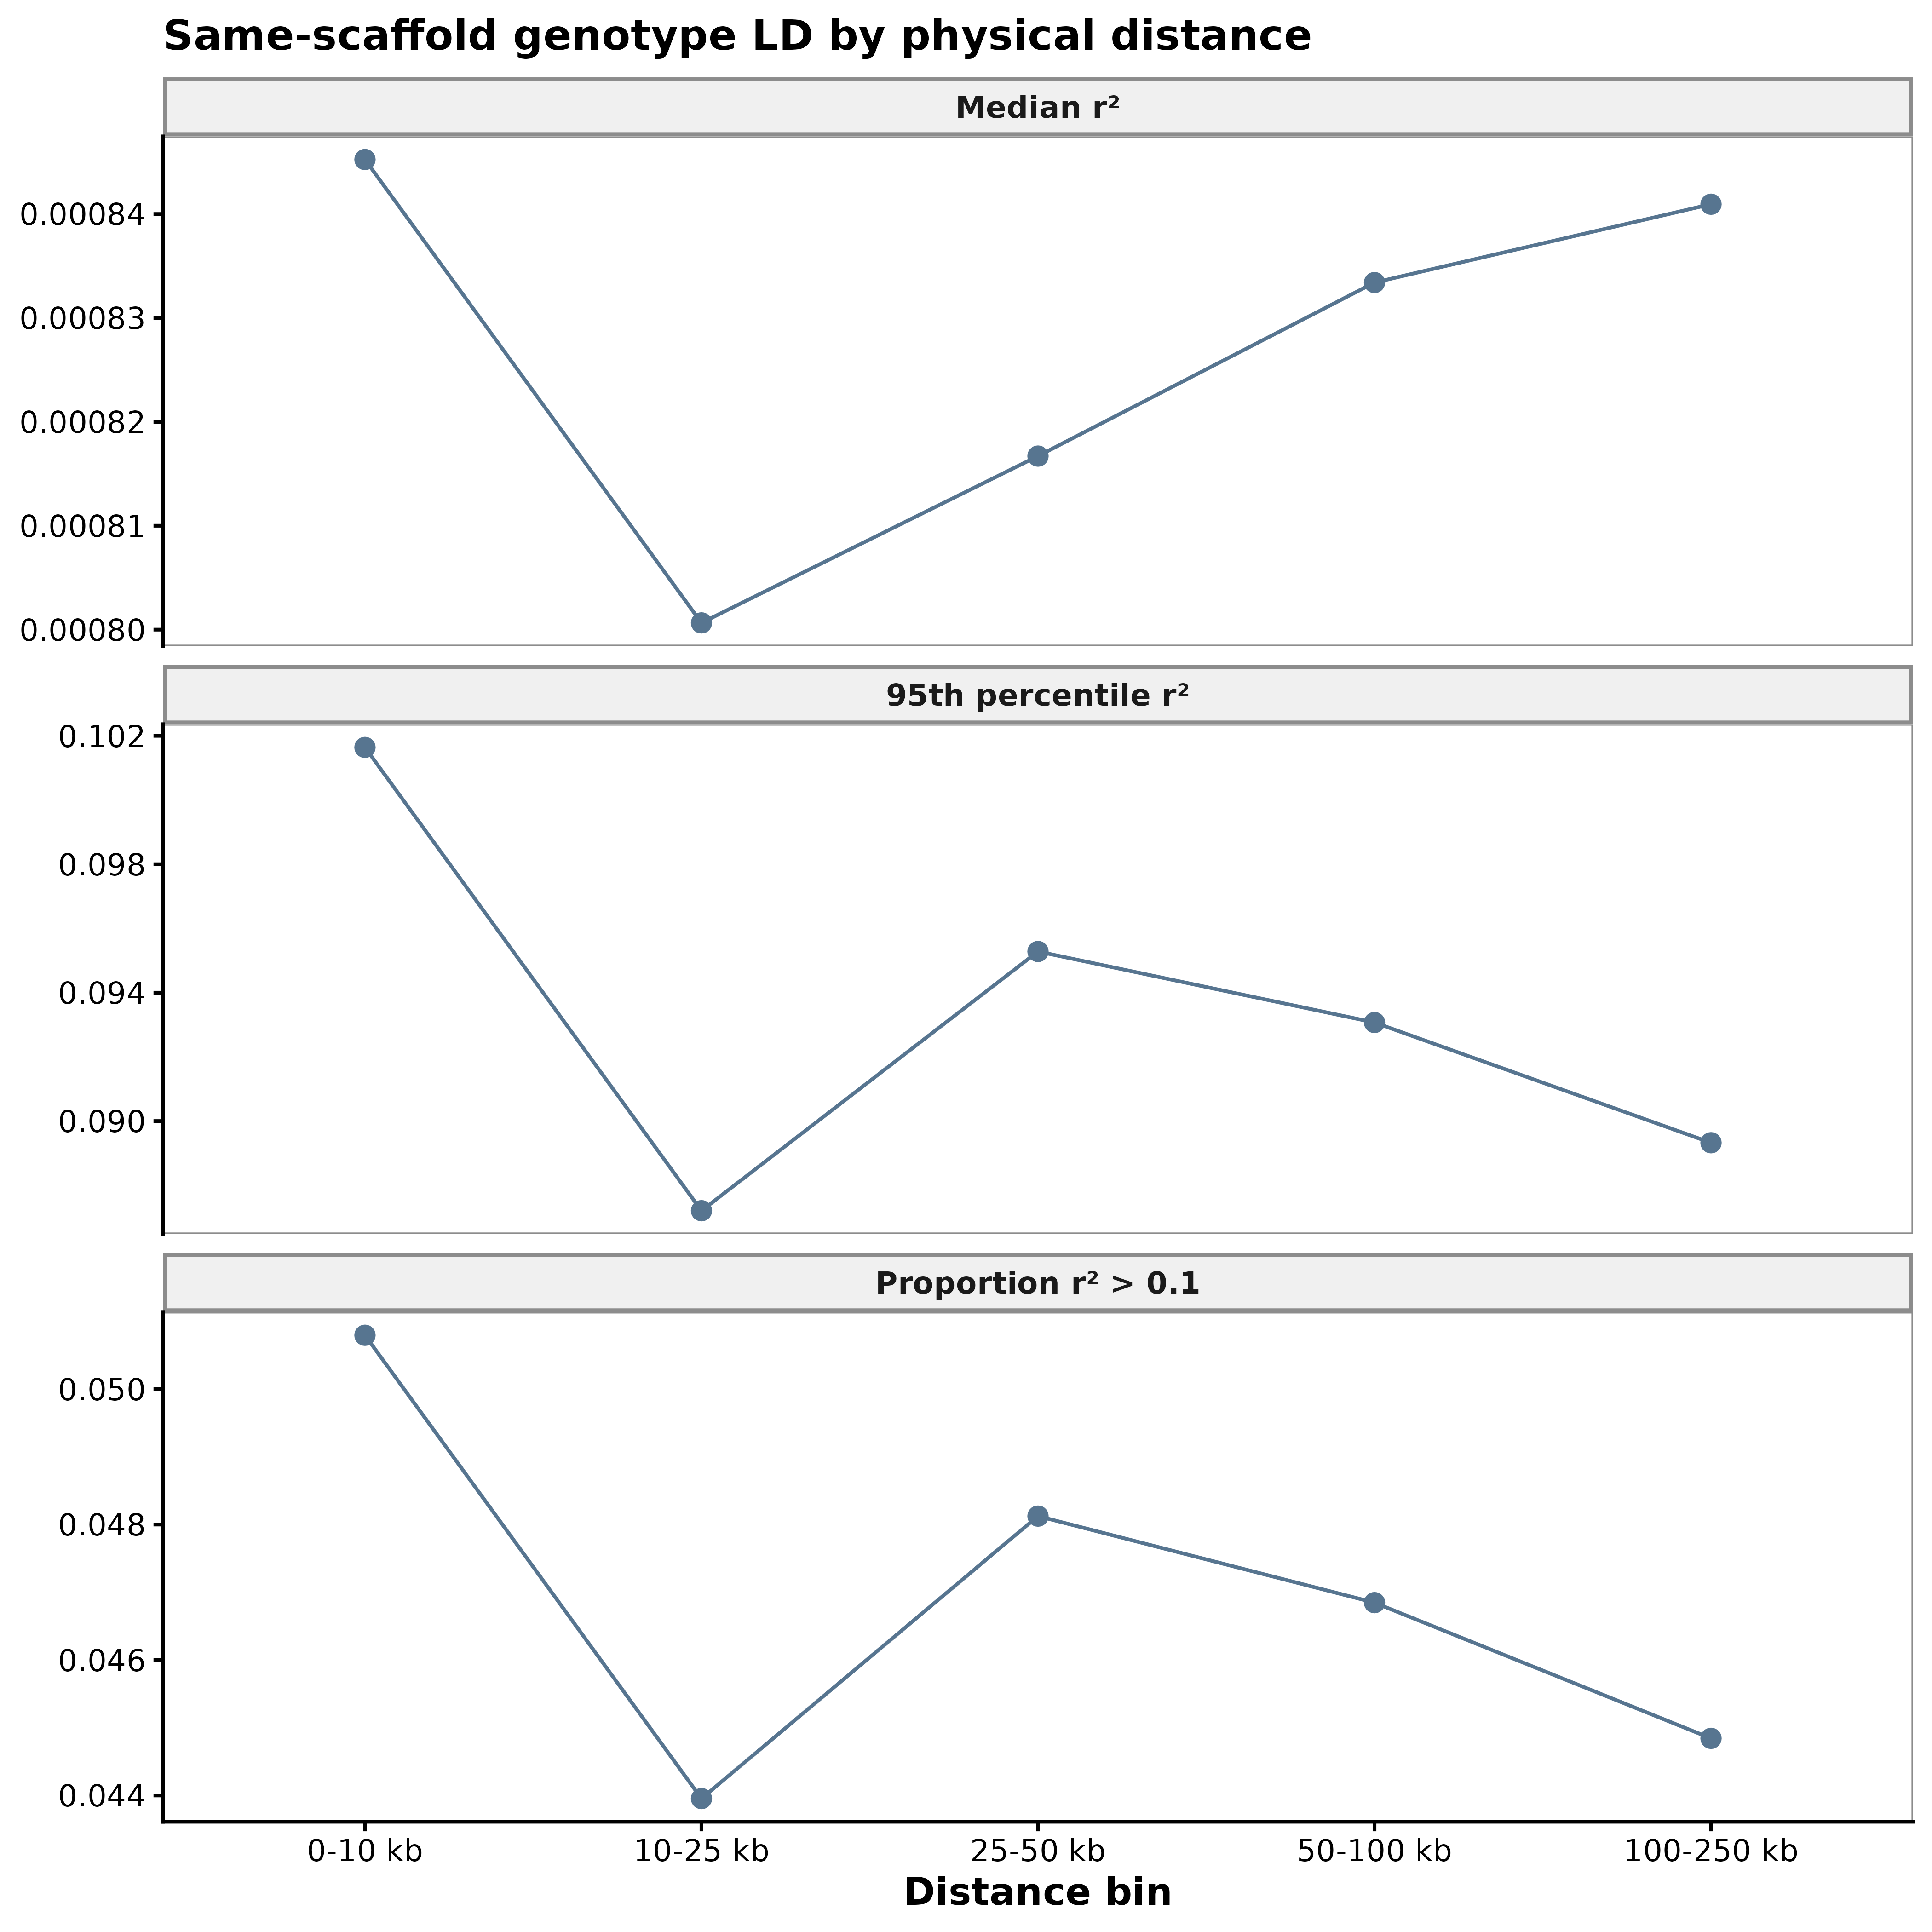 Same-scaffold genotype LD by physical distance
Median r²
0.00084
0.00083
0.00082
0.00081
0.00080
95th percentile r²
0.102
0.098
0.094
0.090
Proportion r² > 0.1
0.050
0.048
0.046
0.044
0-10 kb 10-25 kb 25-50 kb 50-100 kb 100-250 kb
Distance bin